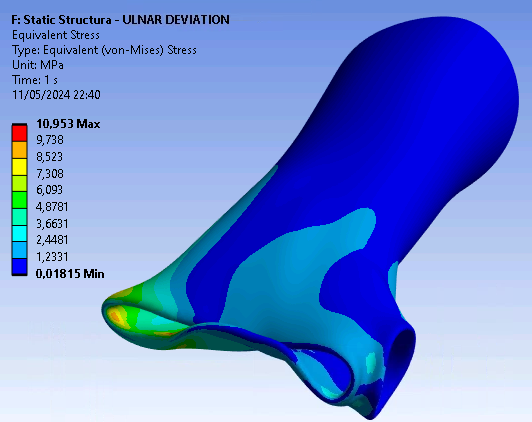 F: Static Structura - ULNAR DEVIATION
Equivalent Stress
Type: Equivalent (von-Mises) Stress
Unit: MPa
Time: 1 s
11/05/2024 22:40
10,953 Max
9,738
8,523
7,308
6,093
4,8781
3,6631
2,4481
1,2331
0,01815 Min